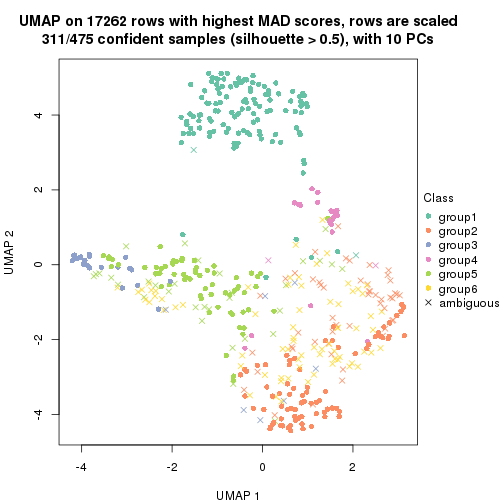 UMAP on 17262 rows with highest MAD scores, rows are scaled
311/475 confident samples (silhouette > 0.5), with 10 PCs
4
2
0
-2
-4
UMAP 2
-4
-2
0
2
UMAP 1
Class
group1
group2
group3
group4
group5
group6
ambiguous